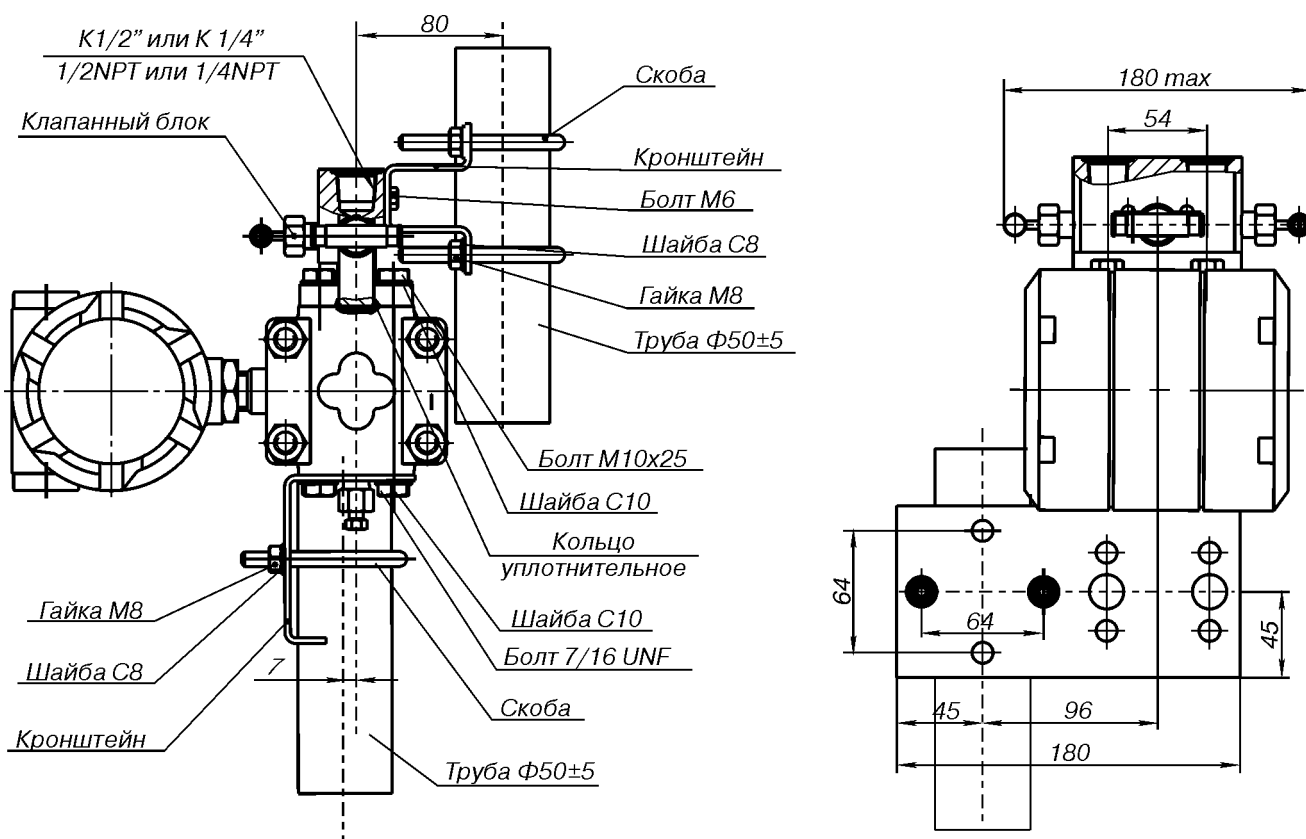 80
К1/2” или К 1/4”
1/2NPT или 1/4NPT
Клапанный блок
Скоба
Кронштейн
Болт М6
Шайба С8
Гайка М8
Труба Ф50±5
Болт М10х25
Шайба С10
Кольцо
уплотнительное
Шайба С10
Болт 7/16 UNF
Скоба
Труба Ф50±5
Гайка М8
Шайба С8
7
Кронштейн
180 max
54
64
64
45
45
96
180